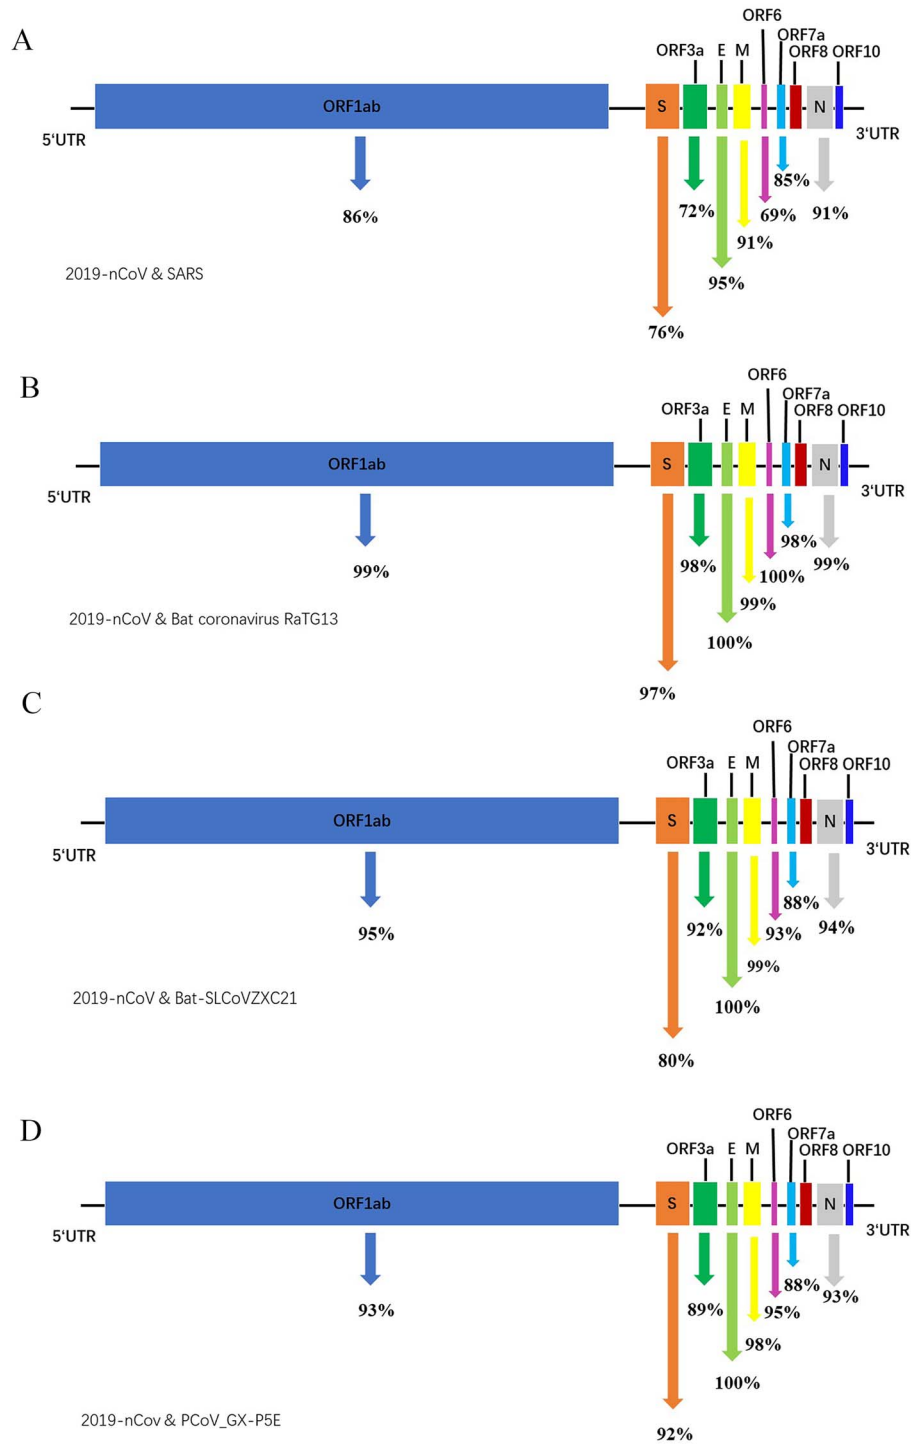 A
ORF6
ORF7a
ORF3a E M ORF8 ORF10
ORF1ab S N
5‘UTR 3‘UTR
85%
86% 72% 69% 91%
91%
2019-nCoV & SARS
95%
76%
B
ORF6
ORF7a
ORF3a E M ORF8 ORF10
ORF1ab S N
5‘UTR 3‘UTR
98%
99% 98% 100% 99%
99%
2019-nCoV & Bat coronavirus RaTG13
100%
97%
C
ORF6
ORF7a
ORF3a E M ORF8 ORF10
ORF1ab S N
5‘UTR 3‘UTR
88%
95% 92% 93% 94%
99%
2019-nCoV & Bat-SLCoVZXC21
100%
80%
D
ORF6
ORF7a
ORF3a E M ORF8 ORF10
ORF1ab S N
5‘UTR 3‘UTR
88%
93% 89% 95% 93%
98%
100%
2019-nCov & PCoV_GX-P5E
92%